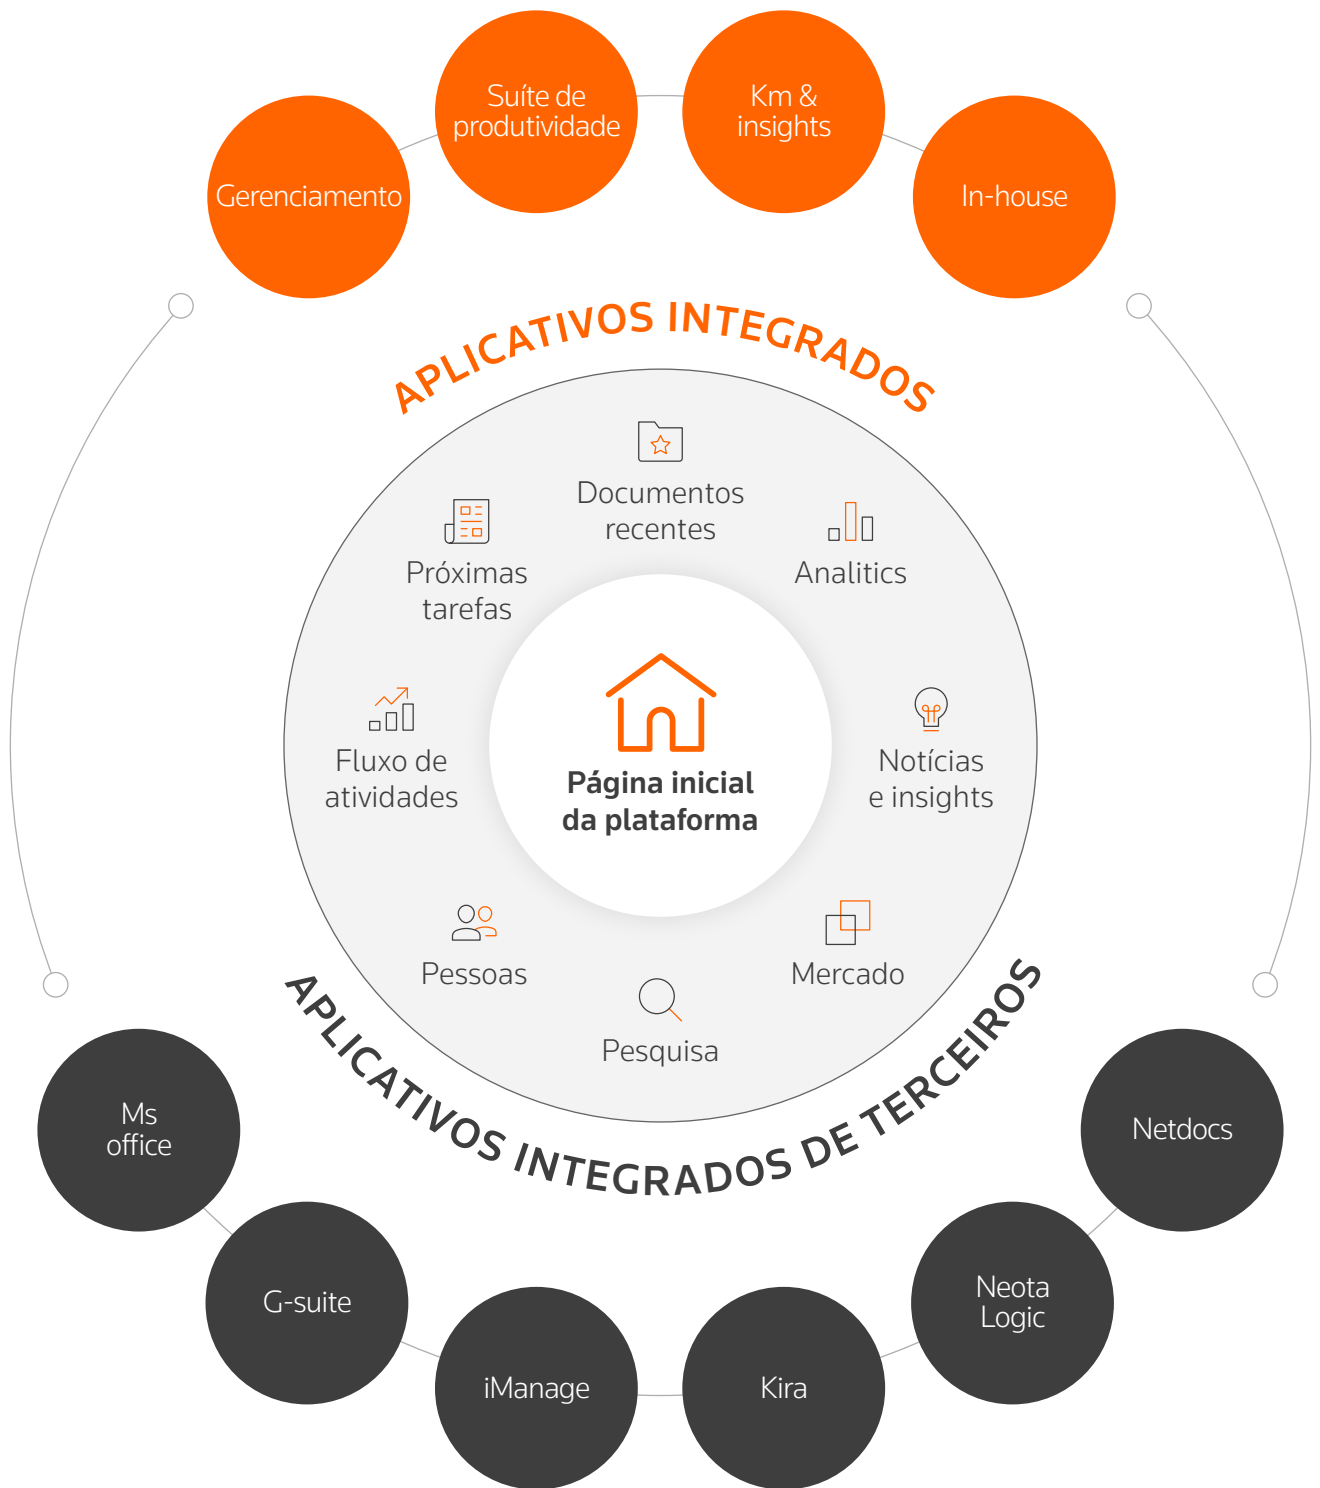 Suíte de
produtividade
Km &
insights
Gerenciamento
In-house
APLICATIVOS INTEGRADOS
Documentos
recentes
Próximas
tarefas
Analitics
Fluxo de
atividades
Página inicial
da plataforma
Notícias
e insights
Pessoas
Mercado
Pesquisa
APLICATIVOS INTEGRADOS DE TERCEIROS
Ms
office
Netdocs
G-suite
Neota
Logic
iManage
Kira